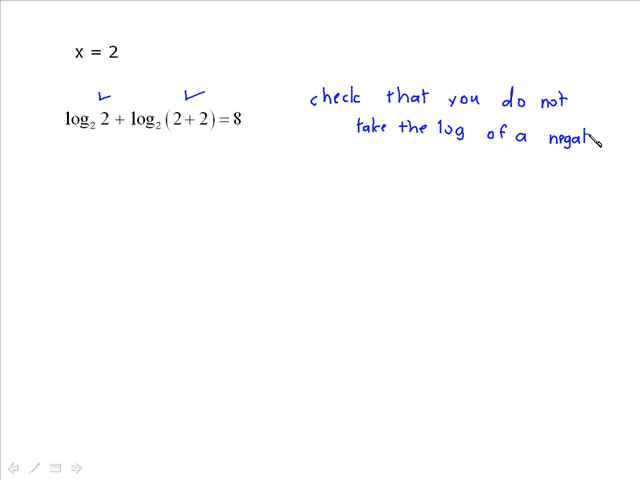 x = 2
log₂ 2 + log₂ (2 + 2) = 8
check that you do not
take the log of a negat